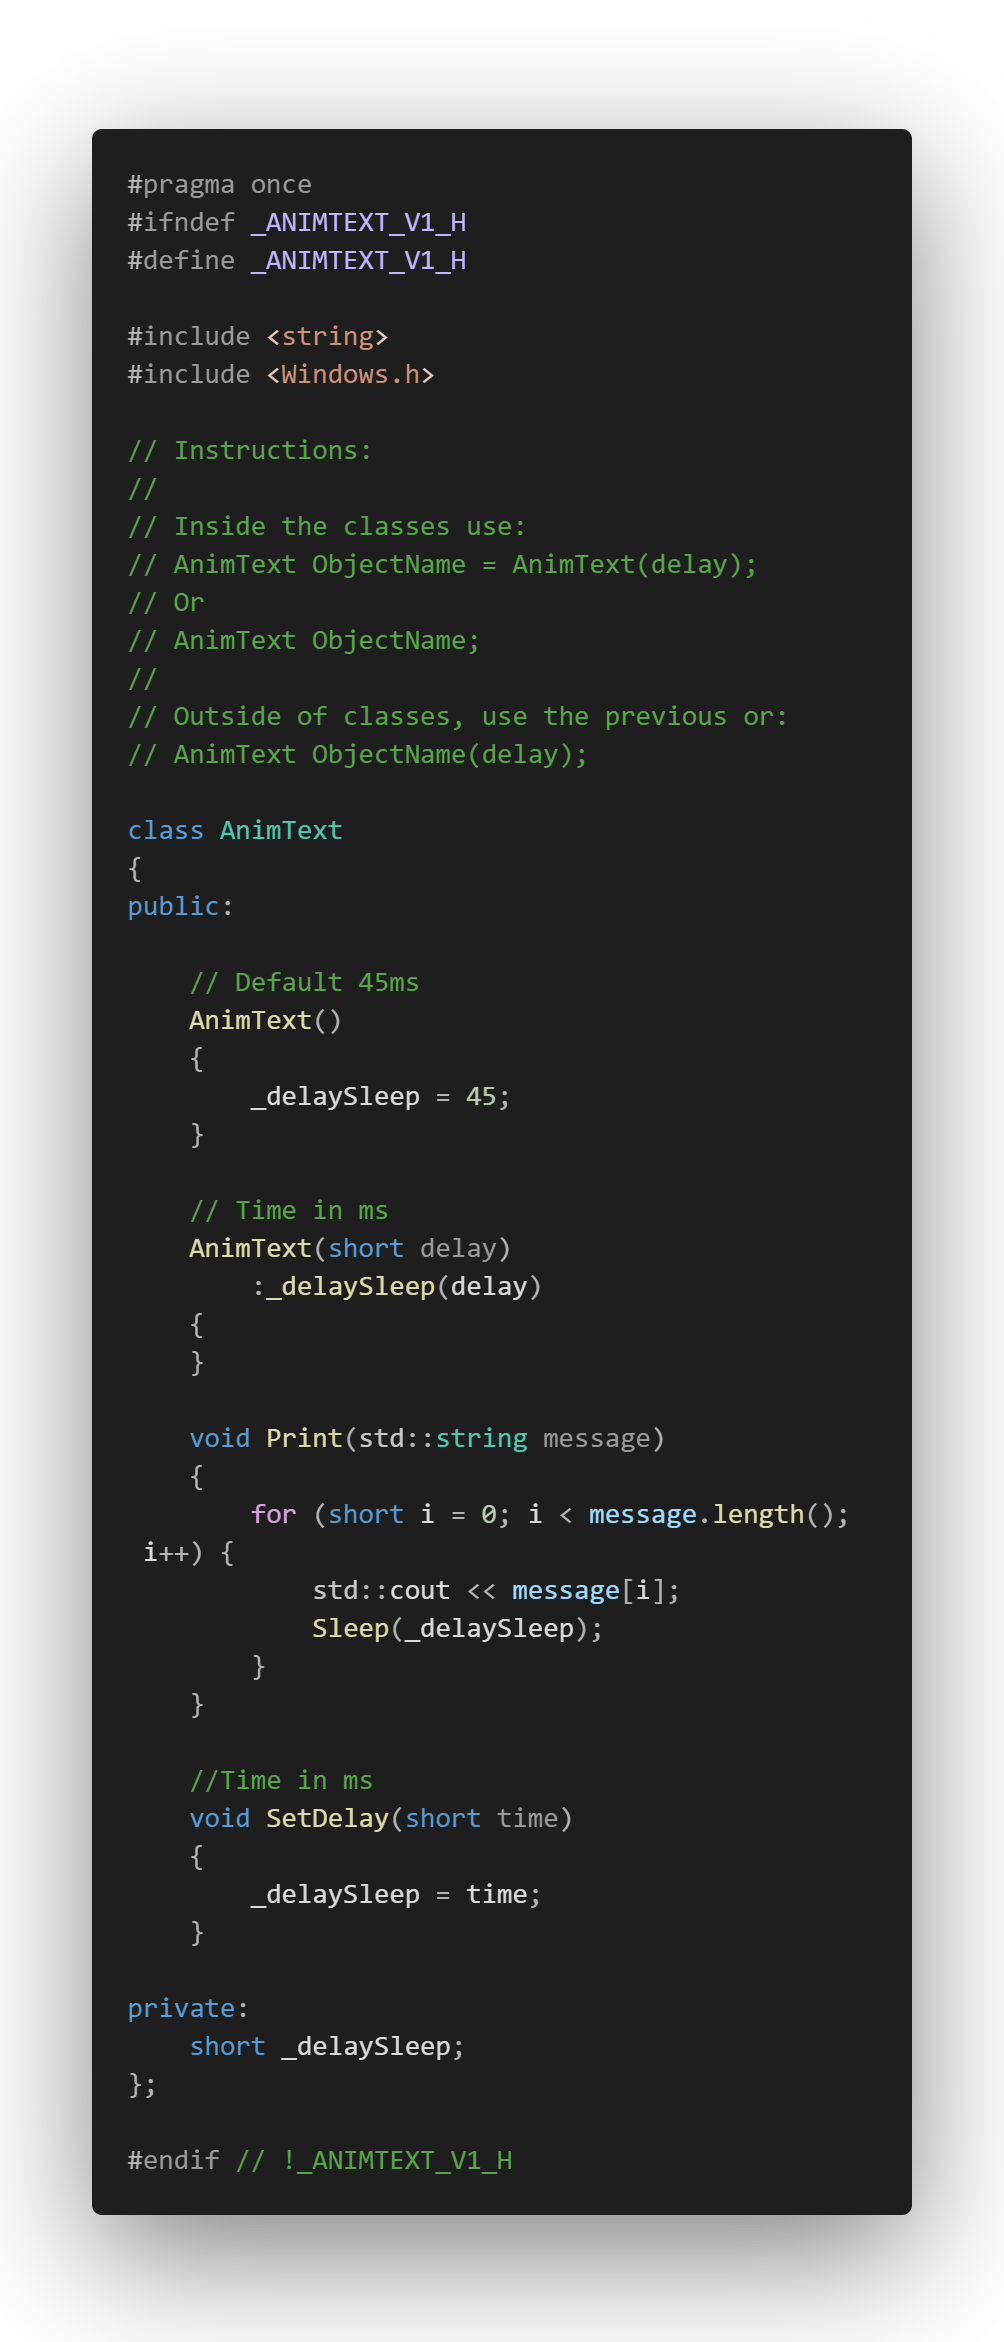 #pragma once
#ifndef _ANIMTEXT_V1_H
#define _ANIMTEXT_V1_H

#include <string>
#include <Windows.h>

// Instructions:
//
// Inside the classes use:
// AnimText ObjectName = AnimText(delay);
// Or
// AnimText ObjectName;
//
// Outside of classes, use the previous or:
// AnimText ObjectName(delay);

class AnimText
{
public:

    // Default 45ms
    AnimText()
    {
        _delaySleep = 45;
    }

    // Time in ms
    AnimText(short delay)
        :_delaySleep(delay)
    {
    }

    void Print(std::string message)
    {
        for (short i = 0; i < message.length();
 i++) {
            std::cout << message[i];
            Sleep(_delaySleep);
        }
    }

    //Time in ms
    void SetDelay(short time)
    {
        _delaySleep = time;
    }

private:
    short _delaySleep;
};

#endif // !_ANIMTEXT_V1_H